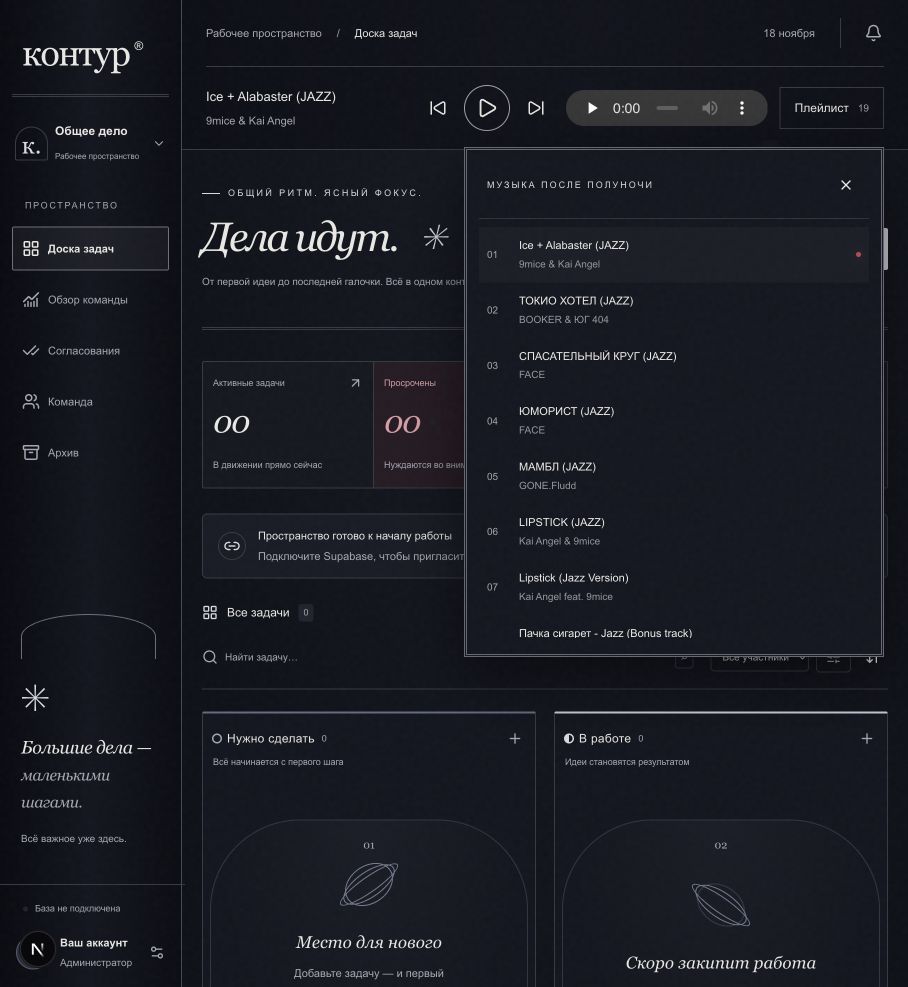 контур®
Общее дело
Рабочее пространство
к.
ПРОСТРАНСТВО
Доска задач
Обзор команды
Согласования
Команда
Архив
Большие дела —
маленькими
шагами.
Всё важное уже здесь.
База не подключена
N
Ваш аккаунт
Администратор
Рабочее пространство / Доска задач
18 ноября
Ice + Alabaster (JAZZ)
9mice & Kai Angel
0:00
Плейлист 19
ОБЩИЙ РИТМ. ЯСНЫЙ ФОКУС.
Дела идут.
От первой идеи до последней галочки. Всё в одном
Активные задачи
00
В движении прямо сейчас
Просрочены
00
Нуждаются во
Пространство готово к началу работы
Подключите Supabase, чтобы
Все задачи 0
Найти задачу...
Все участники
МУЗЫКА ПОСЛЕ ПОЛУНОЧИ
01
Ice + Alabaster (JAZZ)
9mice & Kai Angel
02
ТОКИО ХОТЕЛ (JAZZ)
BOOKER & ЮГ 404
03
СПАСАТЕЛЬНЫЙ КРУГ (JAZZ)
FACE
04
ЮМОРИСТ (JAZZ)
FACE
05
МАМБЛ (JAZZ)
GONE.Fludd
06
LIPSTICK (JAZZ)
Kai Angel & 9mice
07
Lipstick (Jazz Version)
Kai Angel feat. 9mice
Пачка сигарет - Jazz (Bonus track)
Нужно сделать 0
Всё начинается с первого шага
01
Место для нового
Добавьте задачу — и первый
В работе 0
Идеи становятся результатом
02
Скоро закипит работа